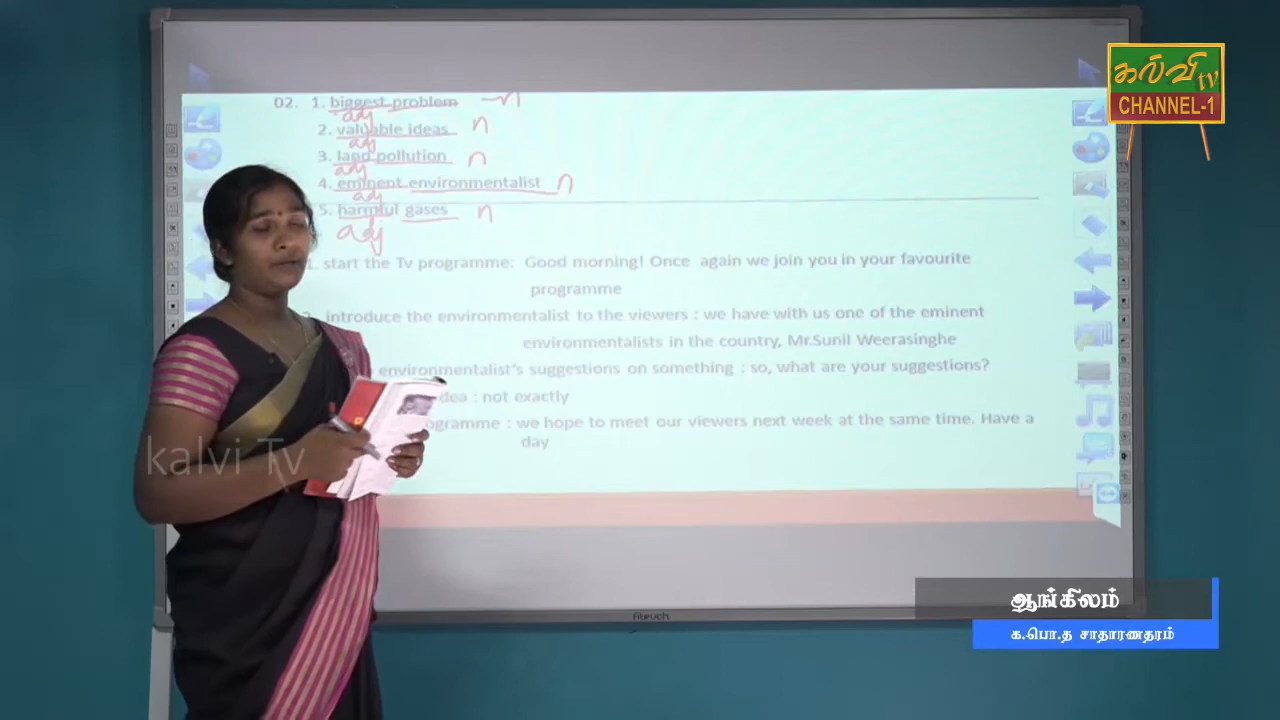 கல்வி tv
CHANNEL-1
02. 1. biggest problem n
adj
2. valuable ideas n
adj
3. land pollution n
adj
4. eminent environmentalist n
adj
5. harmful gases n
adj
1. start the Tv programme: Good morning! Once again we join you in your favourite
programme
introduce the environmentalist to the viewers : we have with us one of the eminent
environmentalists in the country, Mr.Sunil Weerasinghe
environmentalist's suggestions on something : so, what are your suggestions?
idea : not exactly
ogramme : we hope to meet our viewers next week at the same time. Have a
day
kalvi Tv
ஆங்கிலம்
க.பொ.த சாதாரணதரம்